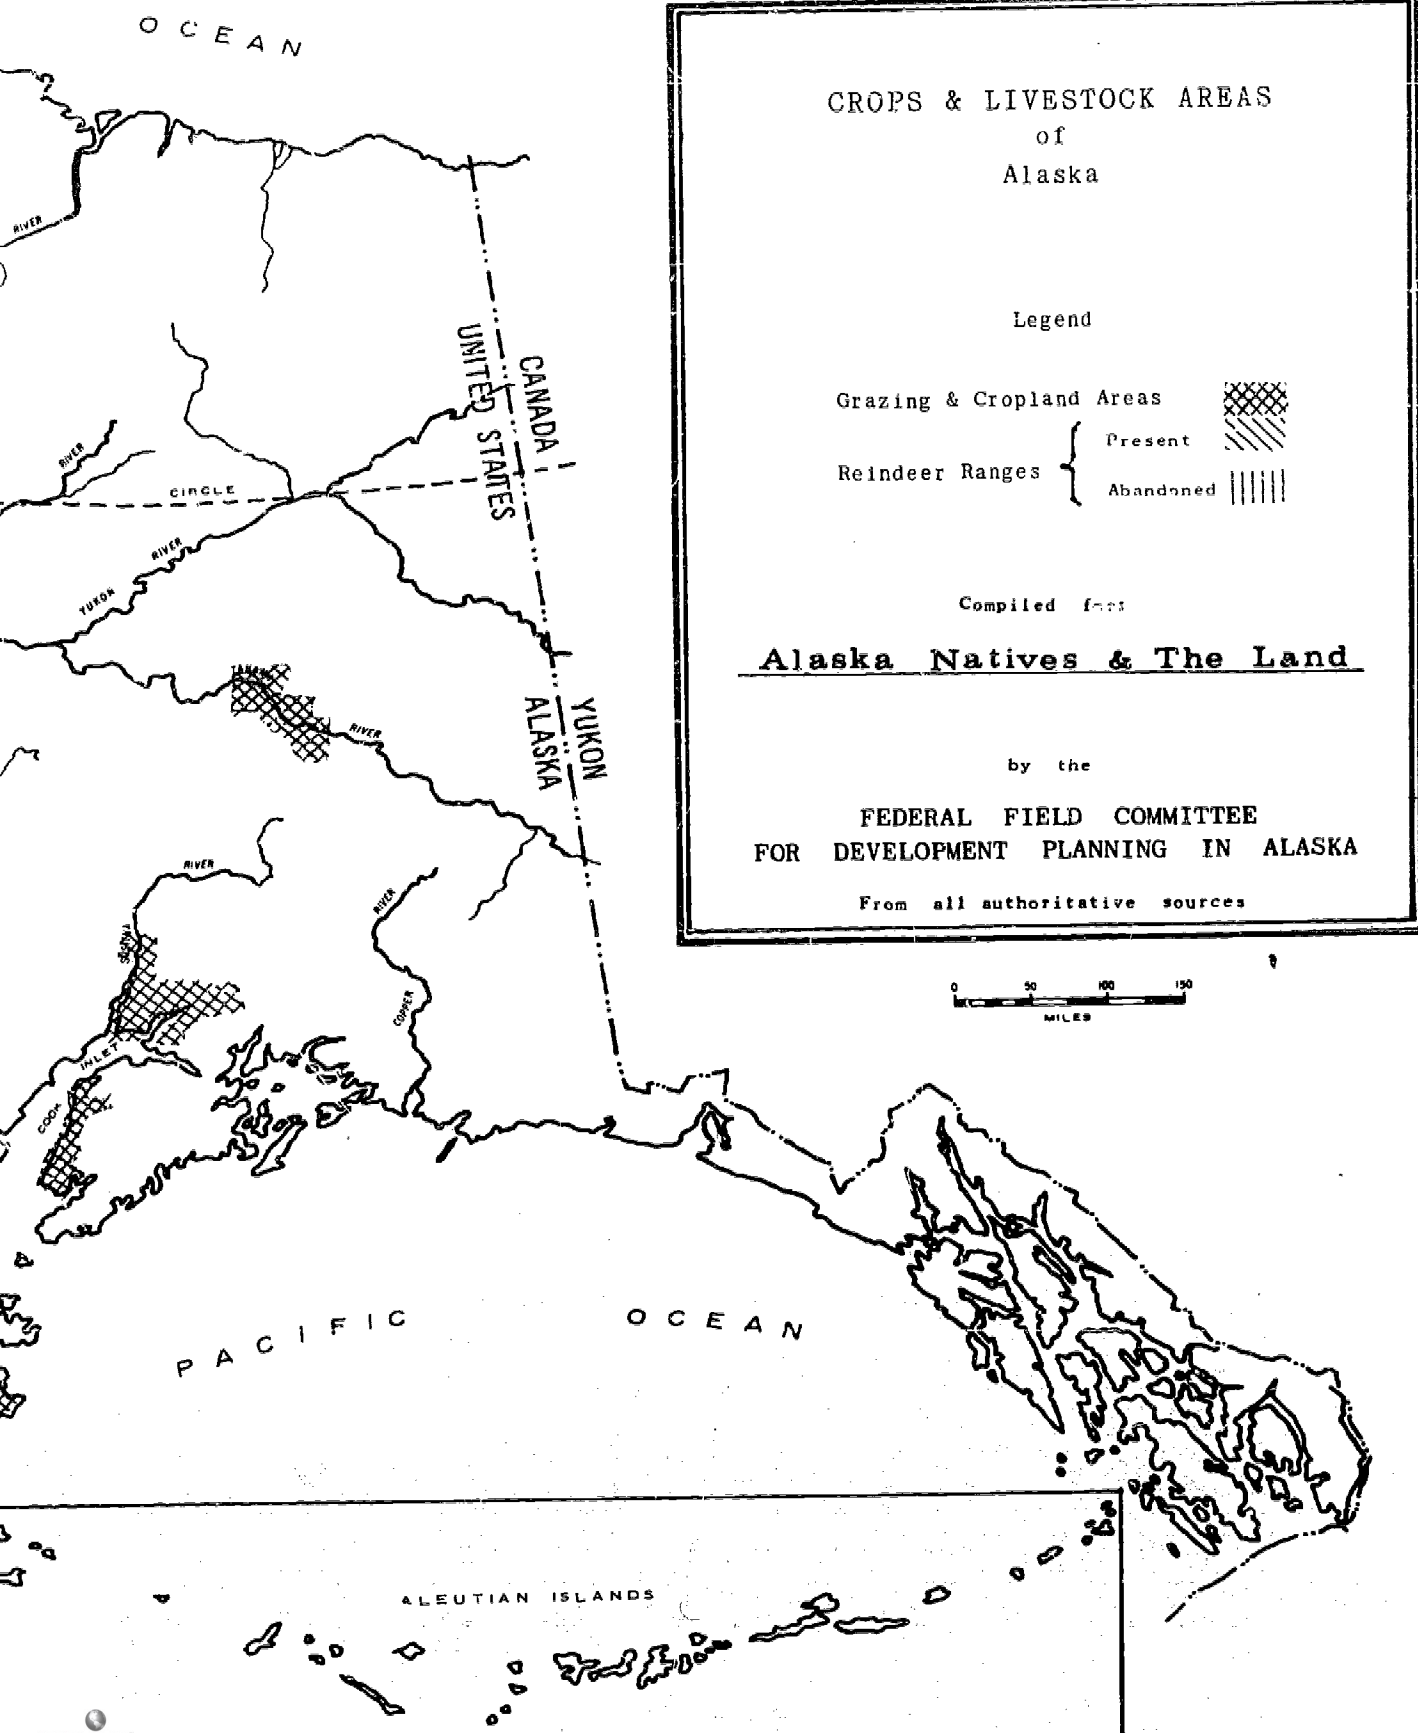 OCEAN
CROPS & LIVESTOCK AREAS
of
Alaska
Legend
Grazing & Cropland Areas
Reindeer Ranges
Present
Abandoned
Compiled
Alaska Natives & The Land
by the
FEDERAL FIELD COMMITTEE
FOR DEVELOPMENT PLANNING IN ALASKA
From all authoritative sources
0 50 100 150
MILES
RIVER
UNITED STATES
CANADA
RIVER
CIRCLE
YUKON RIVER
RIVER
ALASKA
YUKON
RIVER
COPPER RIVER
COOK INLET
PACIFIC OCEAN
ALEUTIAN ISLANDS